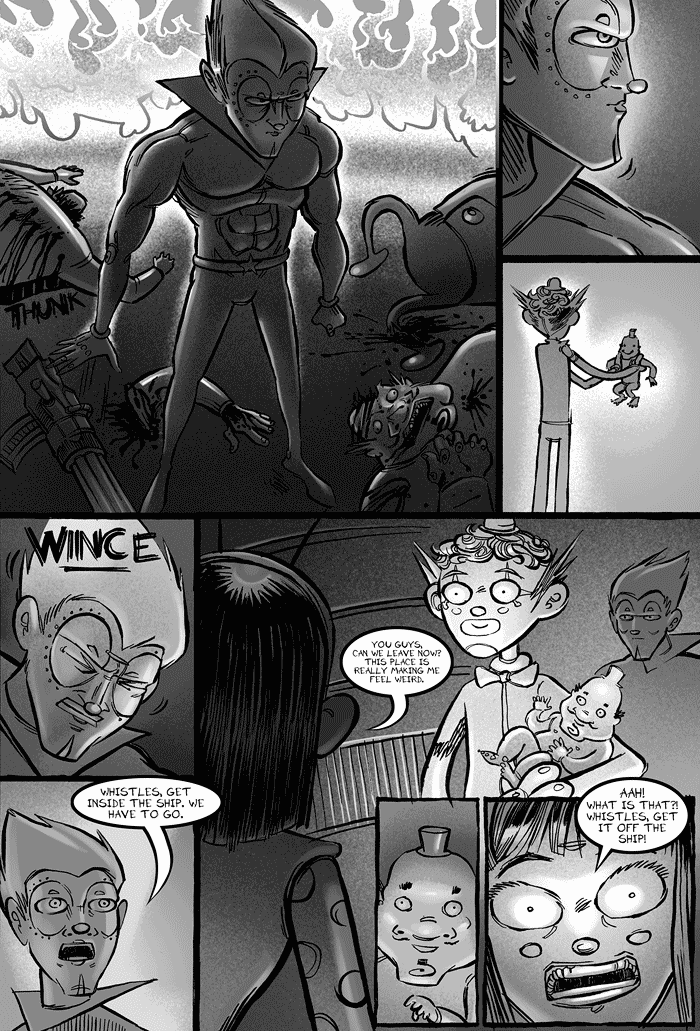 THUNK
WINCE
YOU GUYS,
CAN WE LEAVE NOW?
THIS PLACE IS
REALLY MAKING ME
FEEL WEIRD.
WHISTLES, GET
INSIDE THE SHIP. WE
HAVE TO GO.
AAH!
WHAT IS THAT?!
WHISTLES, GET
IT OFF THE
SHIP!